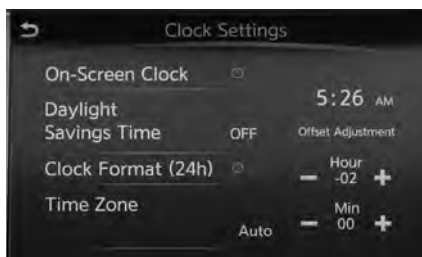 Clock Settings
On-Screen Clock
5:26 AM
Daylight
Savings Time OFF
Offset Adjustment
Clock Format (24h)
Hour
-02
Time Zone
Auto
Min
00